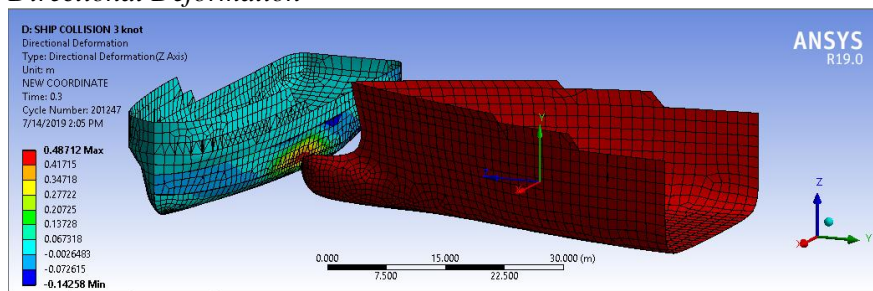 Directional Deformation
D: SHIP COLLISION 3 knot
Directional Deformation
Type: Directional Deformation(Z Axis)
Unit: m
NEW COORDINATE
Time: 0.3
Cycle Number: 201247
7/14/2019 2:05 PM
0.48712 Max
0.41715
0.34718
0.27722
0.20725
0.13728
0.067318
-0.0026483
-0.072615
-0.14258 Min
ANSYS
R19.0
Y
Z
X
0.000 15.000 30.000 (m)
7.500 22.500
Z
X Y